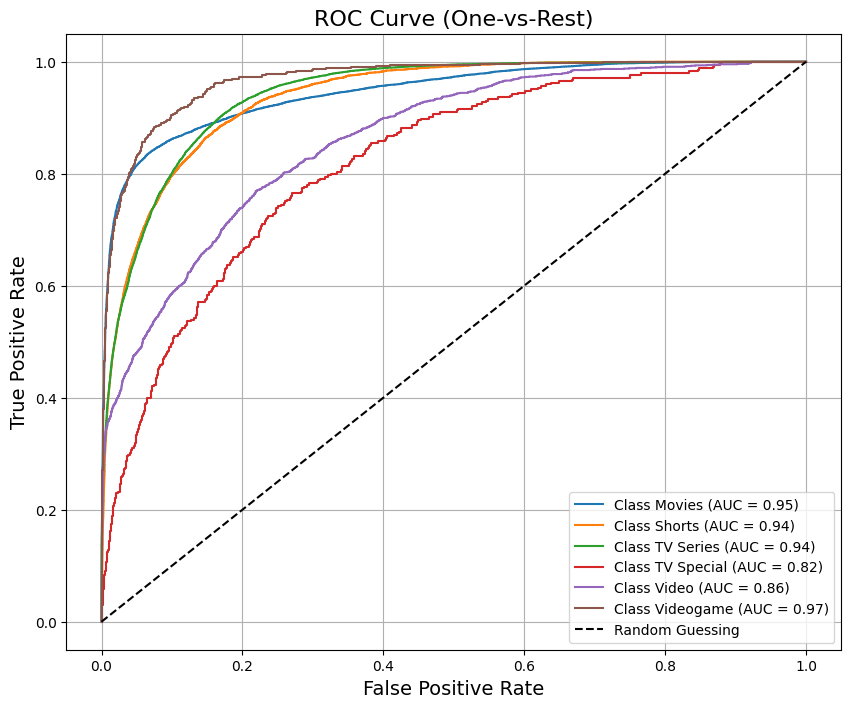 ROC Curve (One-vs-Rest)
True Positive Rate
1.0
0.8
0.6
0.4
0.2
0.0
0.0 0.2 0.4 0.6 0.8 1.0
False Positive Rate
Class Movies (AUC = 0.95)
Class Shorts (AUC = 0.94)
Class TV Series (AUC = 0.94)
Class TV Special (AUC = 0.82)
Class Video (AUC = 0.86)
Class Videogame (AUC = 0.97)
Random Guessing